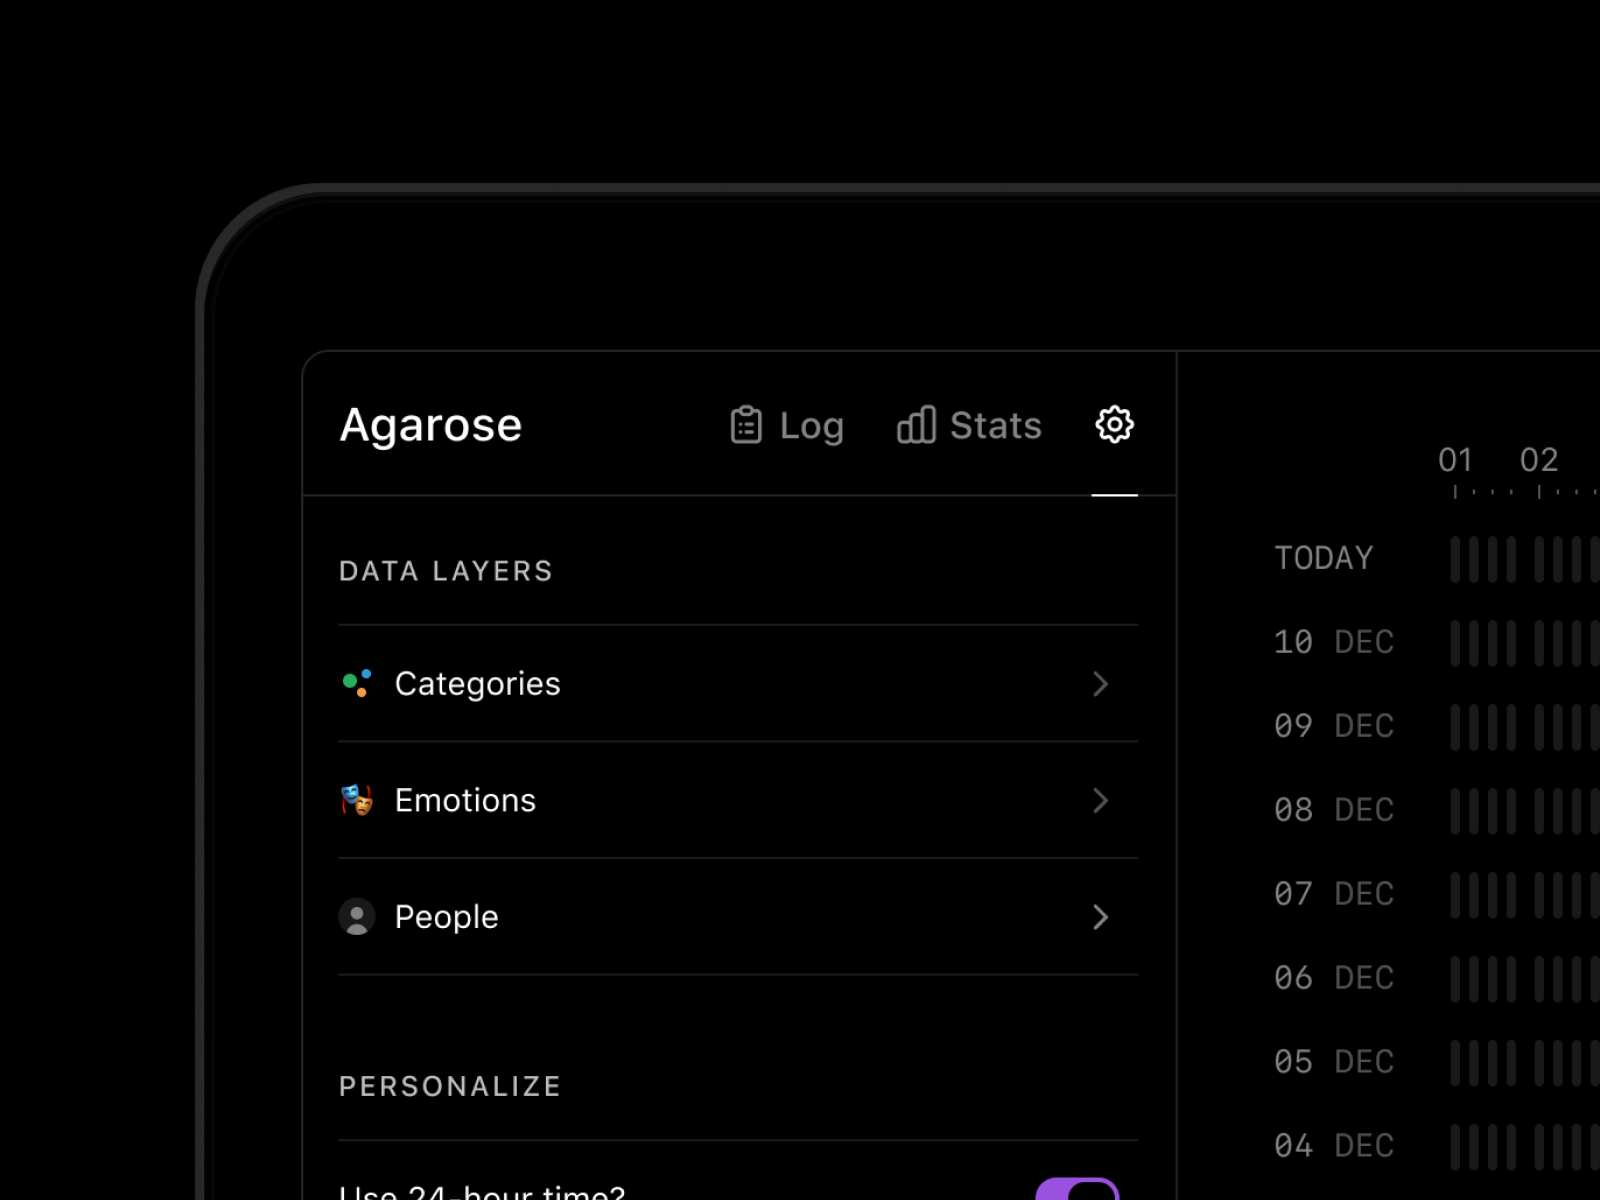 Agarose
Log
Stats
DATA LAYERS
Categories
Emotions
People
PERSONALIZE
Use 24-hour time?
01 02
TODAY
10 DEC
09 DEC
08 DEC
07 DEC
06 DEC
05 DEC
04 DEC